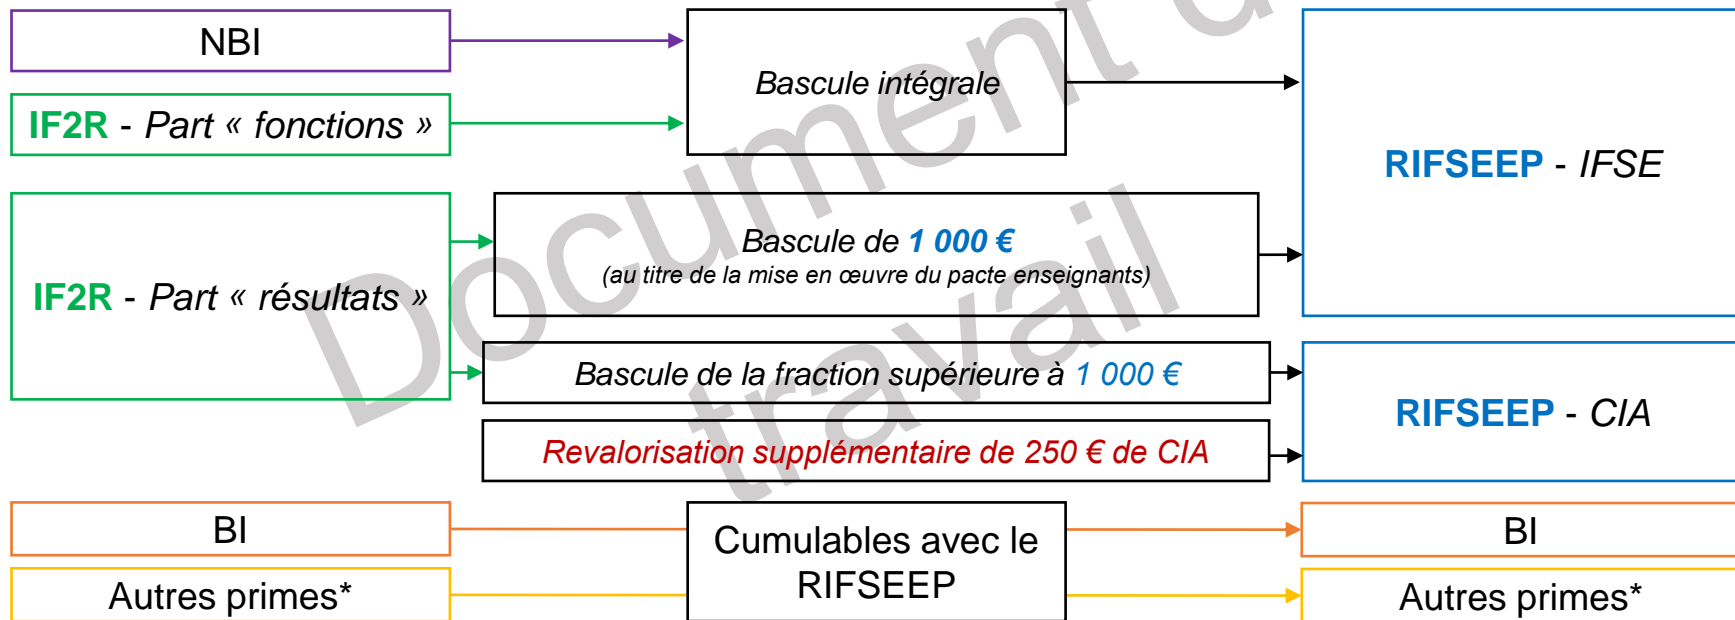 NBI
IF2R - Part « fonctions »
Bascule intégrale
RIFSEEP - IFSE
IF2R - Part « résultats »
Bascule de 1 000 €
(au titre de la mise en œuvre du pacte enseignants)
Bascule de la fraction supérieure à 1 000 €
Revalorisation supplémentaire de 250 € de CIA
RIFSEEP - CIA
BI
Cumulables avec le
RIFSEEP
BI
Autres primes*
Autres primes*
Document d
travail